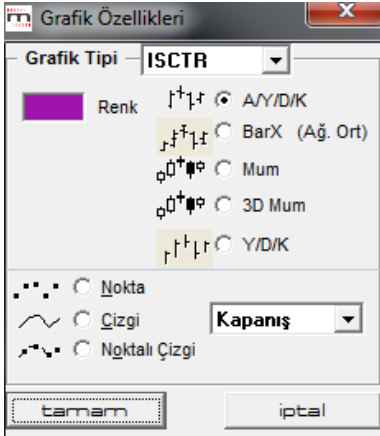 Grafik Özellikleri
Grafik Tipi ISCTR
Renk
A/Y/D/K
BarX (Ağ. Ort)
Mum
3D Mum
Y/D/K
Nokta
Çizgi
Kapanış
Noktalı Çizgi
tamam
iptal